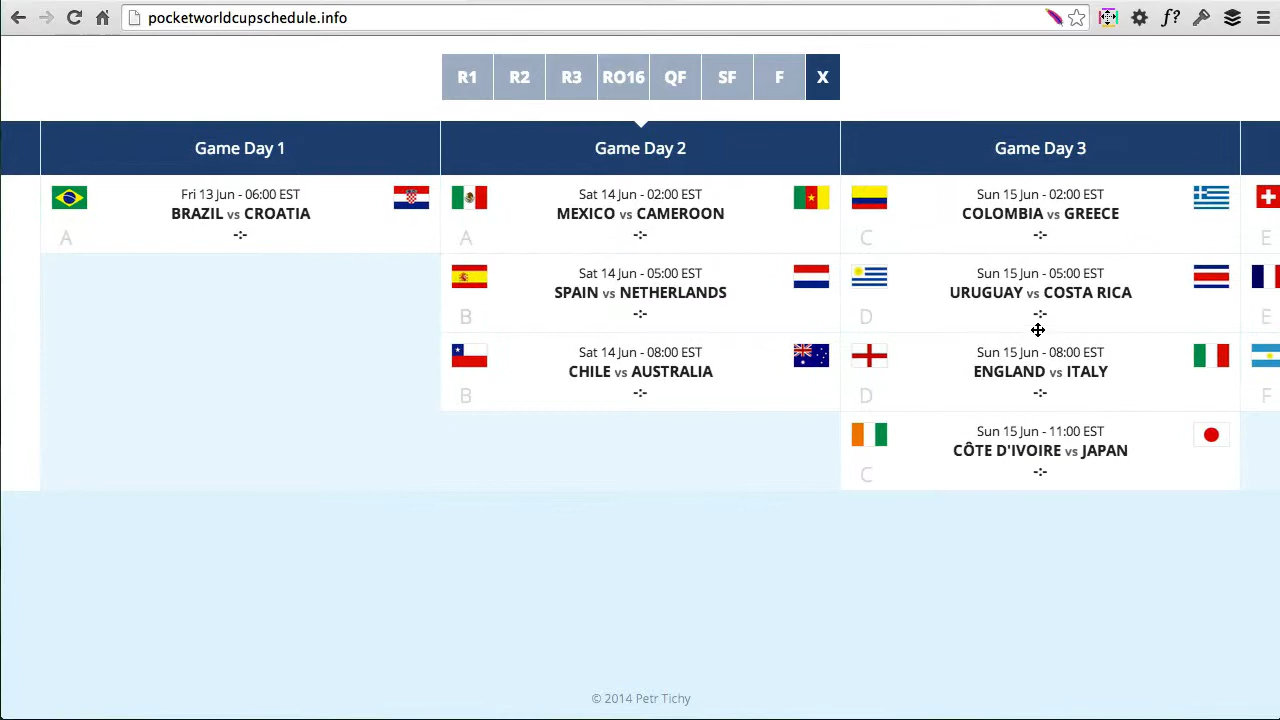 pocketworldcupschedule.info
f?
R1 R2 R3 RO16 QF SF F X
Game Day 1
Fri 13 Jun - 06:00 EST
BRAZIL vs CROATIA
-:-
A
Game Day 2
Sat 14 Jun - 02:00 EST
MEXICO vs CAMEROON
-:-
A
Sat 14 Jun - 05:00 EST
SPAIN vs NETHERLANDS
-:-
B
Sat 14 Jun - 08:00 EST
CHILE vs AUSTRALIA
-:-
B
Game Day 3
Sun 15 Jun - 02:00 EST
COLOMBIA vs GREECE
-:-
C
Sun 15 Jun - 05:00 EST
URUGUAY vs COSTA RICA
-:-
D
Sun 15 Jun - 08:00 EST
ENGLAND vs ITALY
-:-
D
Sun 15 Jun - 11:00 EST
CÔTE D'IVOIRE vs JAPAN
-:-
C
E
E
F
© 2014 Petr Tichy